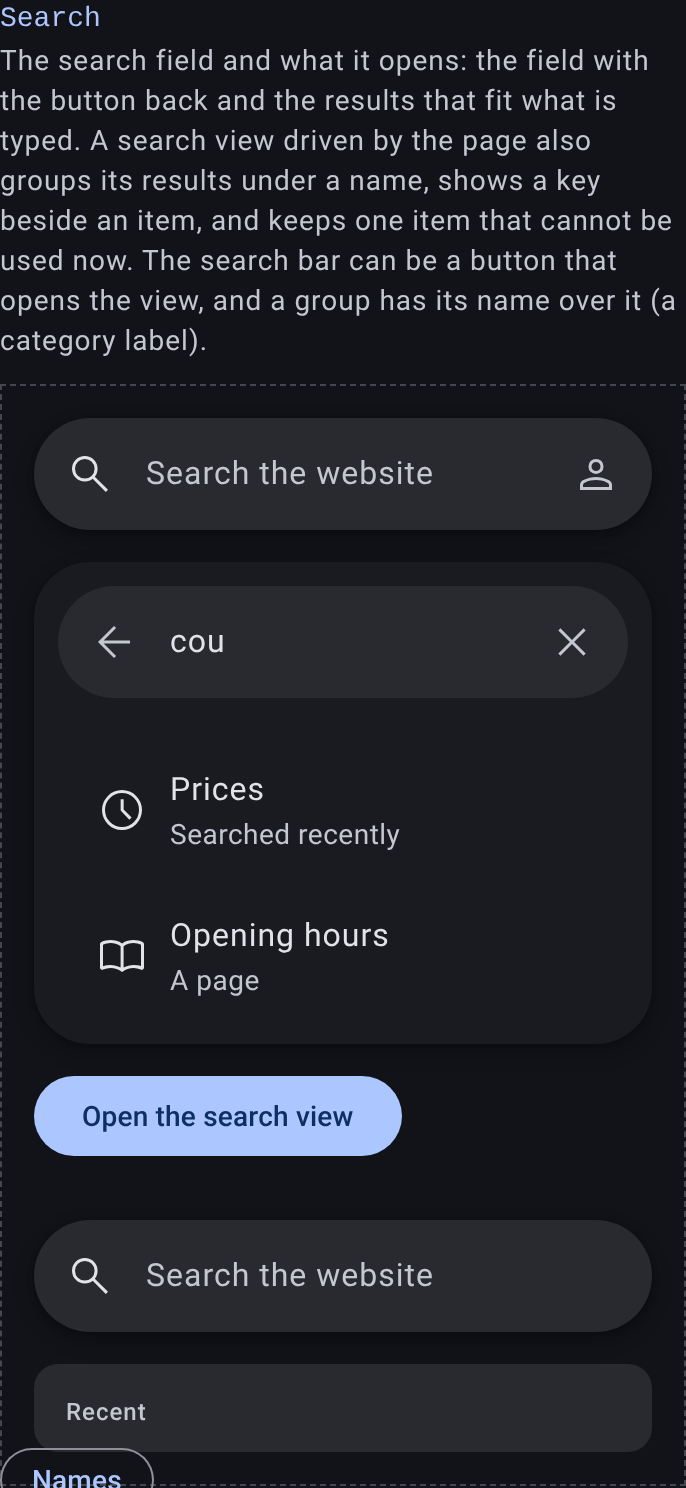 Search
The search field and what it opens: the field with
the button back and the results that fit what is
typed. A search view driven by the page also
groups its results under a name, shows a key
beside an item, and keeps one item that cannot be
used now. The search bar can be a button that
opens the view, and a group has its name over it (a
category label).
Search the website
cou
Prices
Searched recently
Opening hours
A page
Open the search view
Search the website
Recent
Names